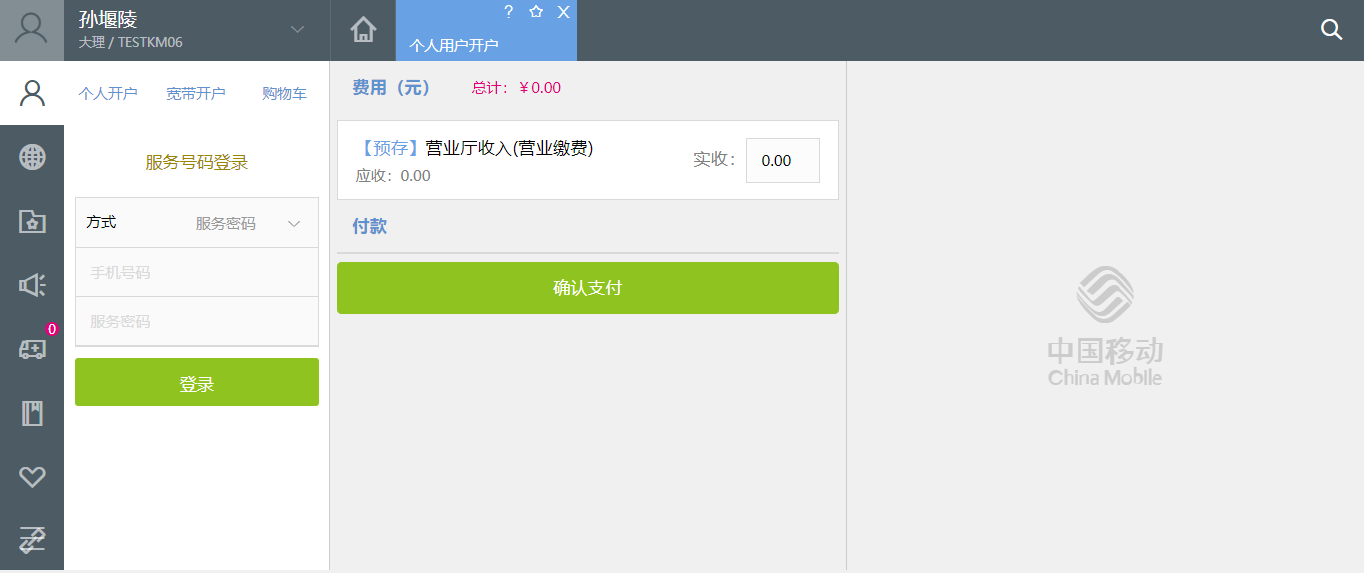 孙堰陵
大理 / TESTKM06
? X
个人用户开户
个人开户 宽带开户 购物车
服务号码登录
方式 服务密码
手机号码
服务密码
登录
0
费用（元） 总计：￥0.00
【预存】营业厅收入(营业缴费)
应收：0.00
实收： 0.00
付款
确认支付
中国移动
China Mobile